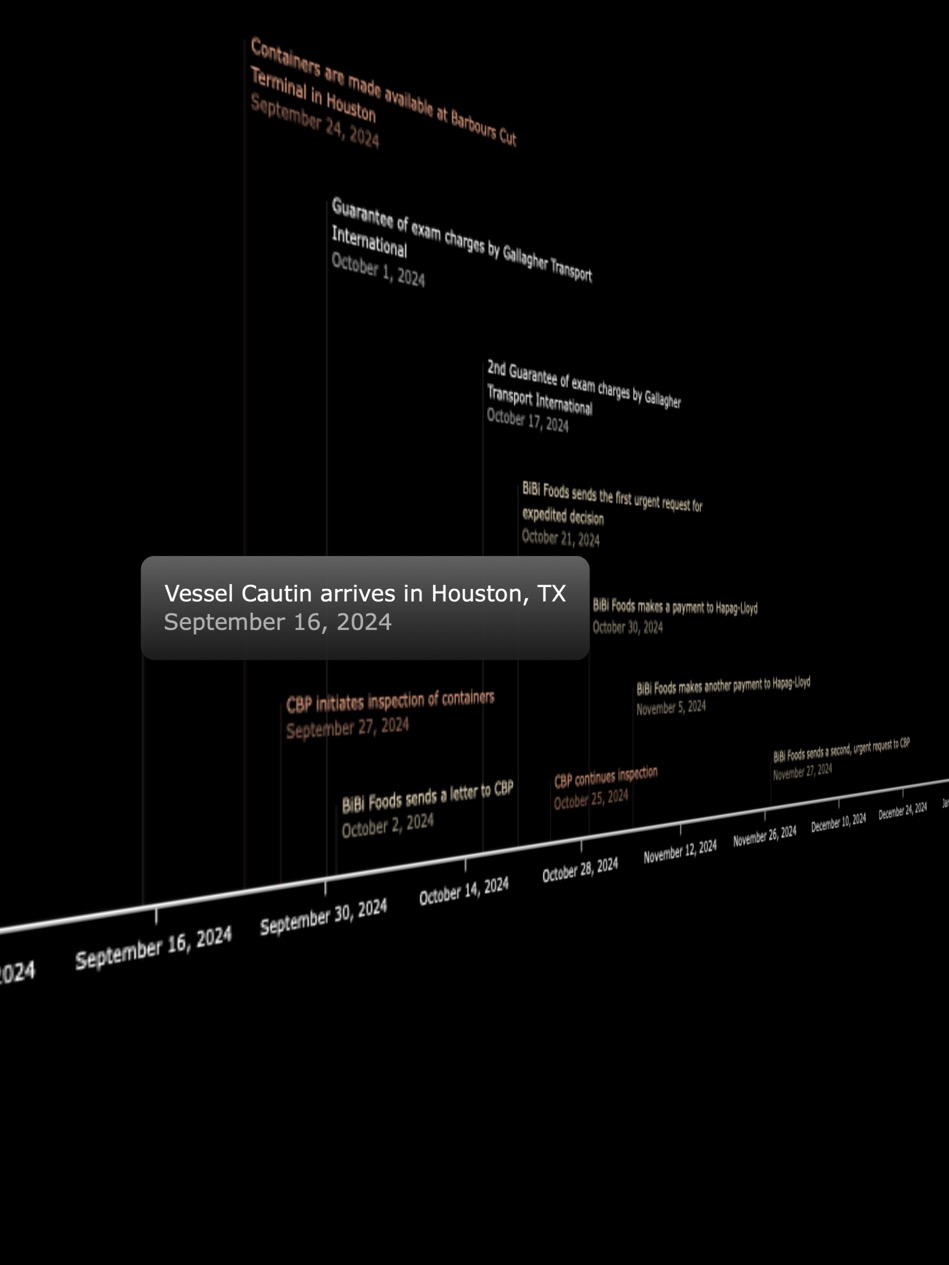 Containers are made available at Barbours Cut
Terminal in Houston
September 24, 2024
Guarantee of exam charges by Gallagher Transport
International
October 1, 2024
2nd Guarantee of exam charges by Gallagher
Transport International
October 17, 2024
BiBi Foods sends the first urgent request for
expedited decision
October 21, 2024
Vessel Cautin arrives in Houston, TX
September 16, 2024
BiBi Foods makes a payment to Hapag-Lloyd
October 30, 2024
CBP initiates inspection of containers
September 27, 2024
BiBi Foods makes another payment to Hapag-Lloyd
November 5, 2024
BiBi Foods sends a letter to CBP
October 2, 2024
CBP continues inspection
October 25, 2024
BiBi Foods sends a second, urgent request to CBP
November 27, 2024
2024
September 16, 2024
September 30, 2024
October 14, 2024
October 28, 2024
November 12, 2024
November 26, 2024
December 10, 2024
December 24, 2024